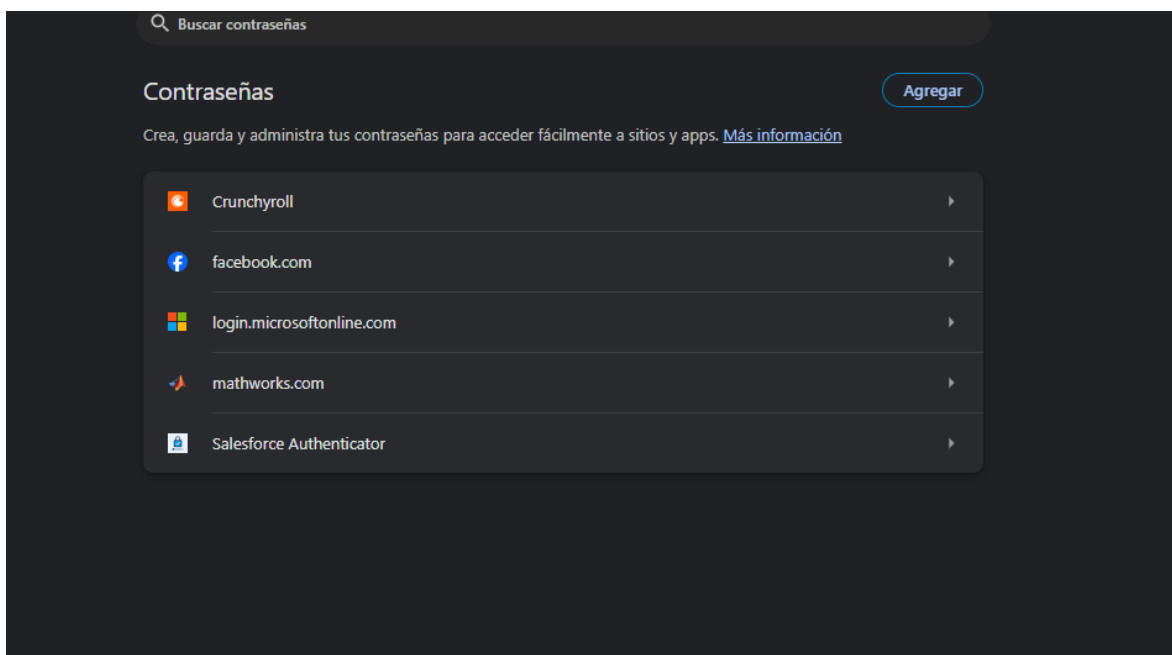 Buscar contraseñas
Contraseñas
Agregar
Crea, guarda y administra tus contraseñas para acceder fácilmente a sitios y apps. Más información
Crunchyroll
facebook.com
login.microsoftonline.com
mathworks.com
Salesforce Authenticator